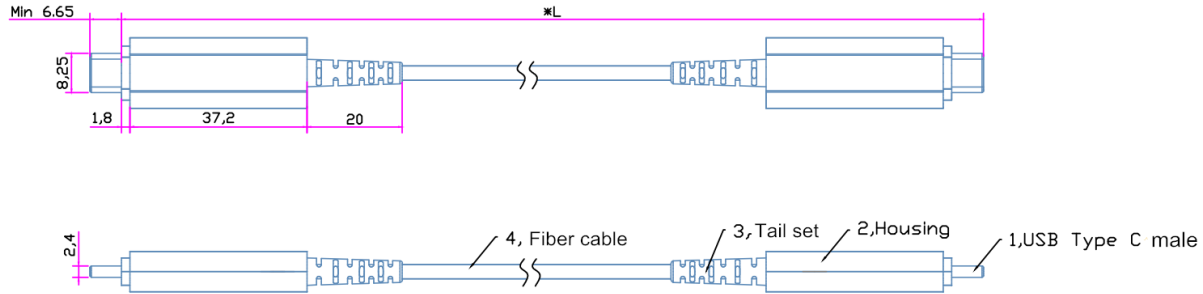 Min 6.65
*L
8,25
1,8
37,2
20
2,4
4, Fiber cable
3,Tail set
2,Housing
1,USB Type C male